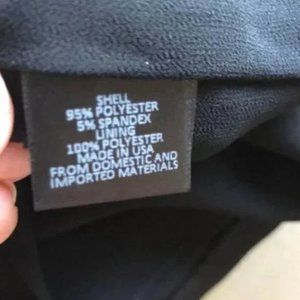 SHELL
95% POLYESTER
5% SPANDEX
LINING
100% POLYESTER
MADE IN USA
FROM DOMESTIC AND
IMPORTED MATERIALS